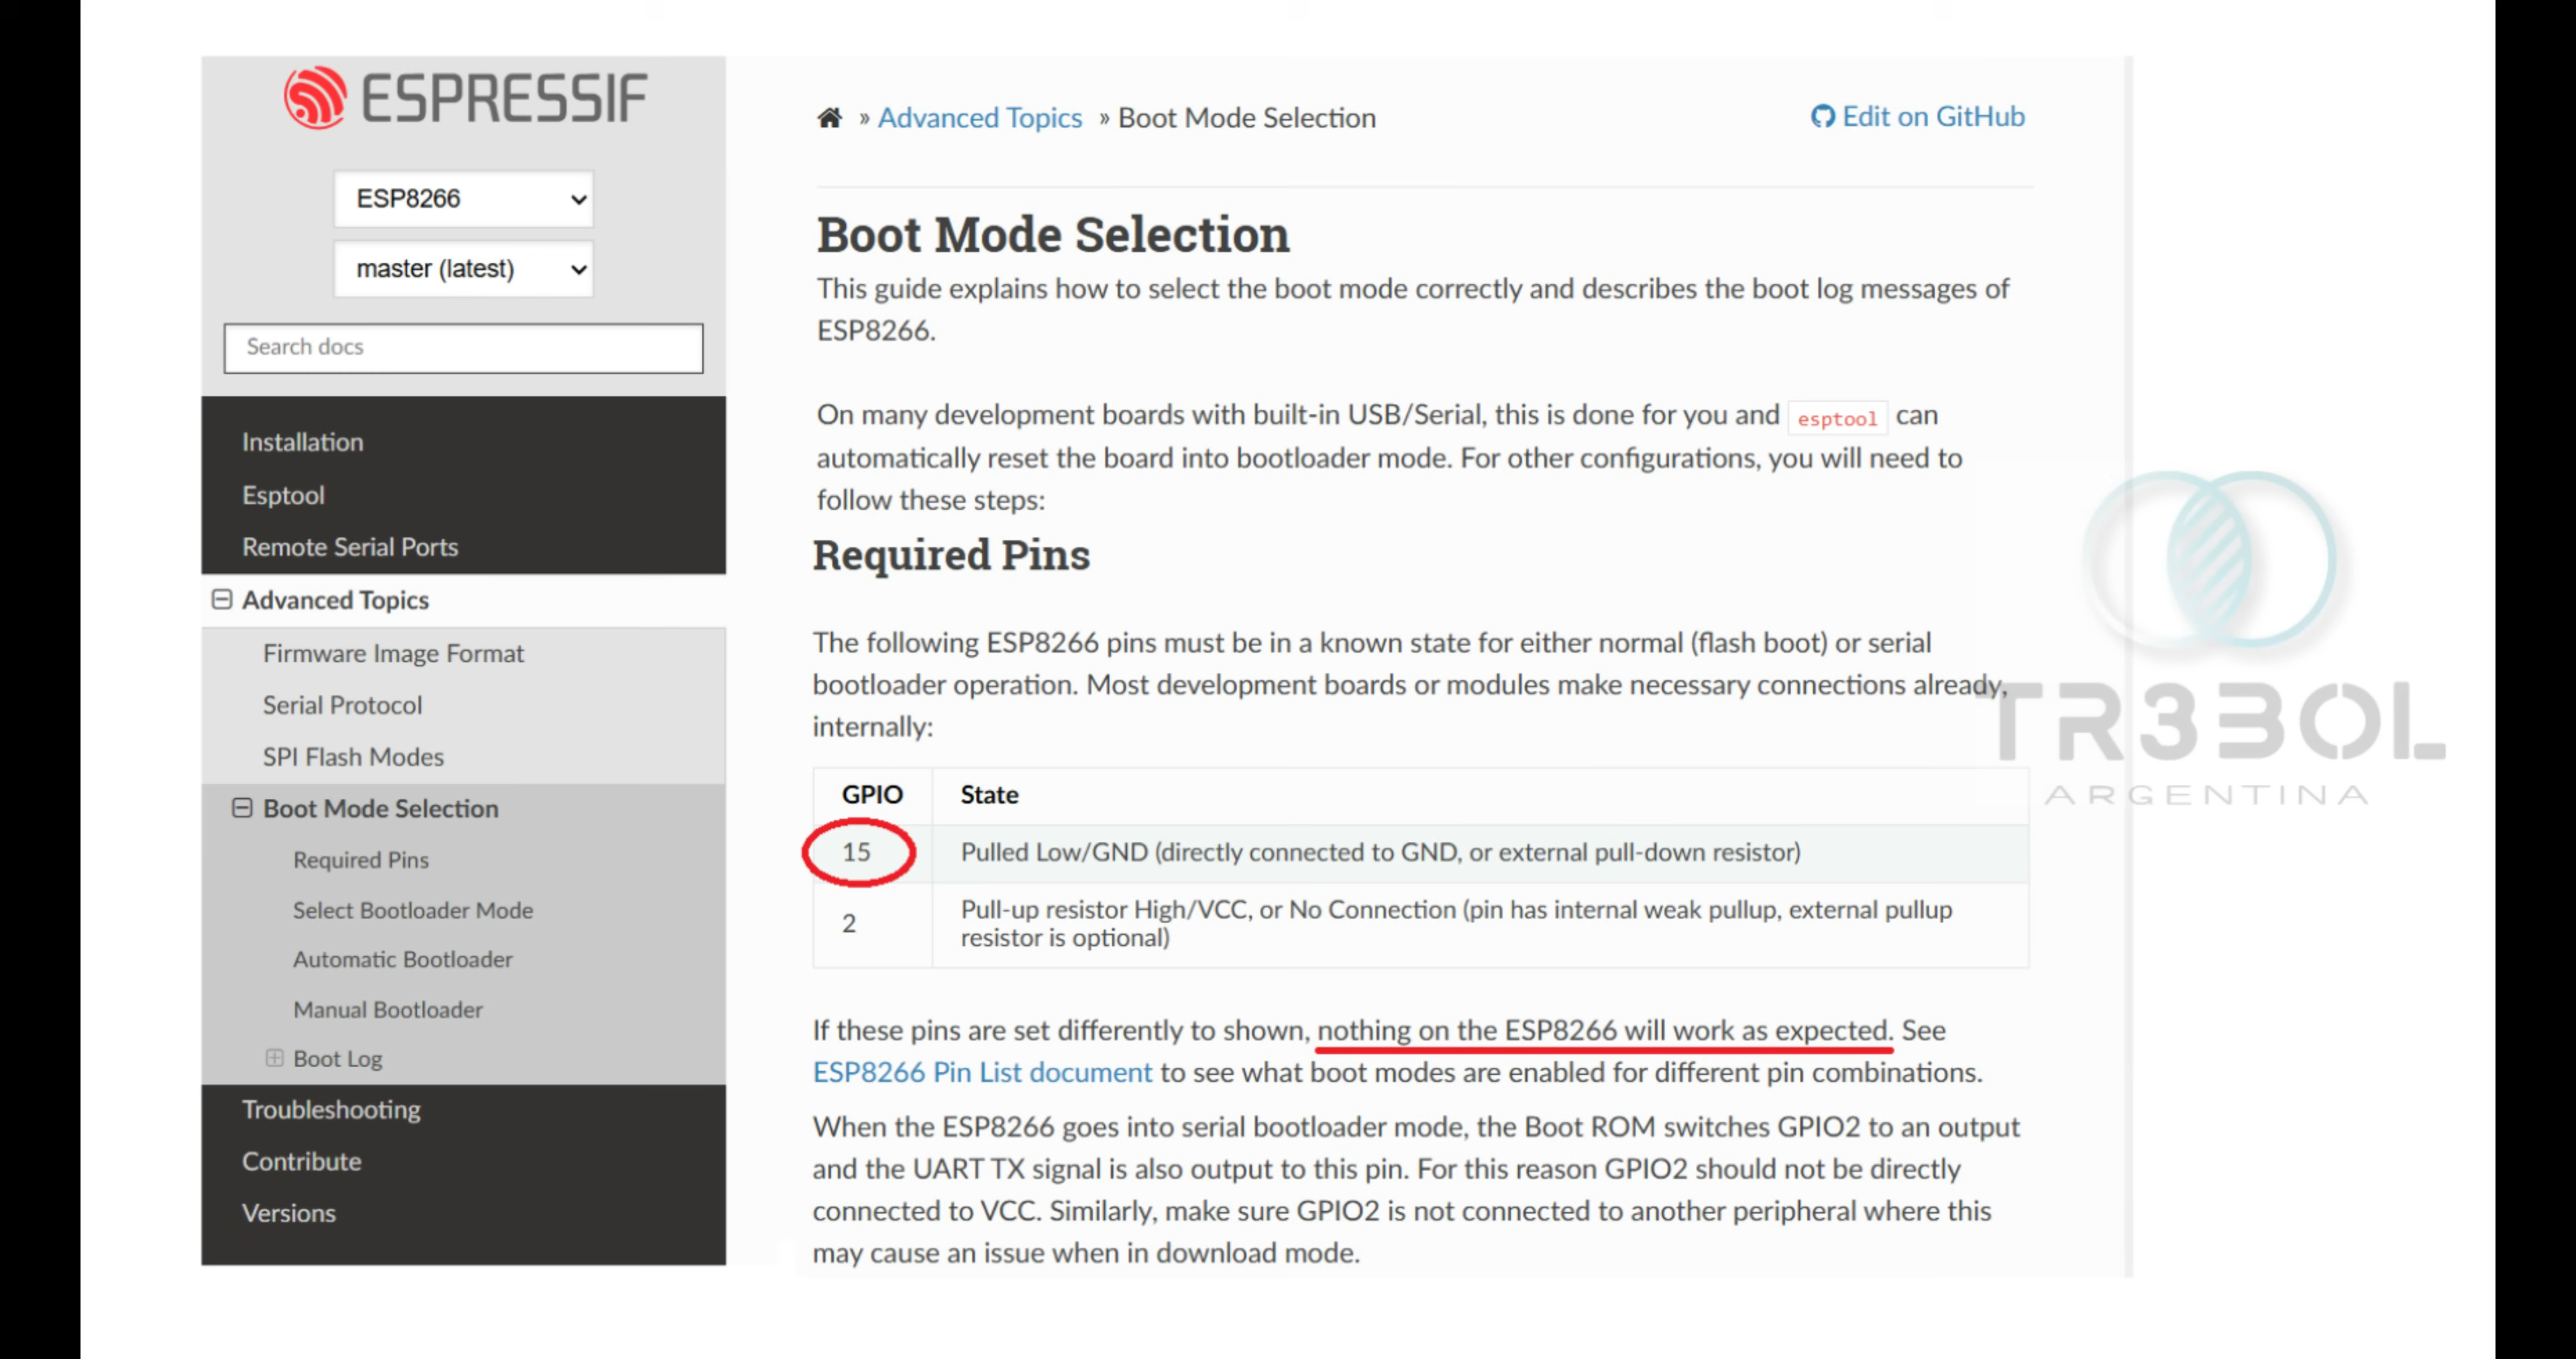 ESPRESSIF
ESP8266
master (latest)
Search docs
Installation
Esptool
Remote Serial Ports
Advanced Topics
Firmware Image Format
Serial Protocol
SPI Flash Modes
Boot Mode Selection
Required Pins
Select Bootloader Mode
Automatic Bootloader
Manual Bootloader
Boot Log
Troubleshooting
Contribute
Versions
» Advanced Topics » Boot Mode Selection
Edit on GitHub
Boot Mode Selection
This guide explains how to select the boot mode correctly and describes the boot log messages of
ESP8266.
On many development boards with built-in USB/Serial, this is done for you and esptool can
automatically reset the board into bootloader mode. For other configurations, you will need to
follow these steps:
Required Pins
The following ESP8266 pins must be in a known state for either normal (flash boot) or serial
bootloader operation. Most development boards or modules make necessary connections already,
internally:
GPIO State
15 Pulled Low/GND (directly connected to GND, or external pull-down resistor)
2 Pull-up resistor High/VCC, or No Connection (pin has internal weak pullup, external pullup
resistor is optional)
If these pins are set differently to shown, nothing on the ESP8266 will work as expected. See
ESP8266 Pin List document to see what boot modes are enabled for different pin combinations.
When the ESP8266 goes into serial bootloader mode, the Boot ROM switches GPIO2 to an output
and the UART TX signal is also output to this pin. For this reason GPIO2 should not be directly
connected to VCC. Similarly, make sure GPIO2 is not connected to another peripheral where this
may cause an issue when in download mode.
TR3BOL
ARGENTINA